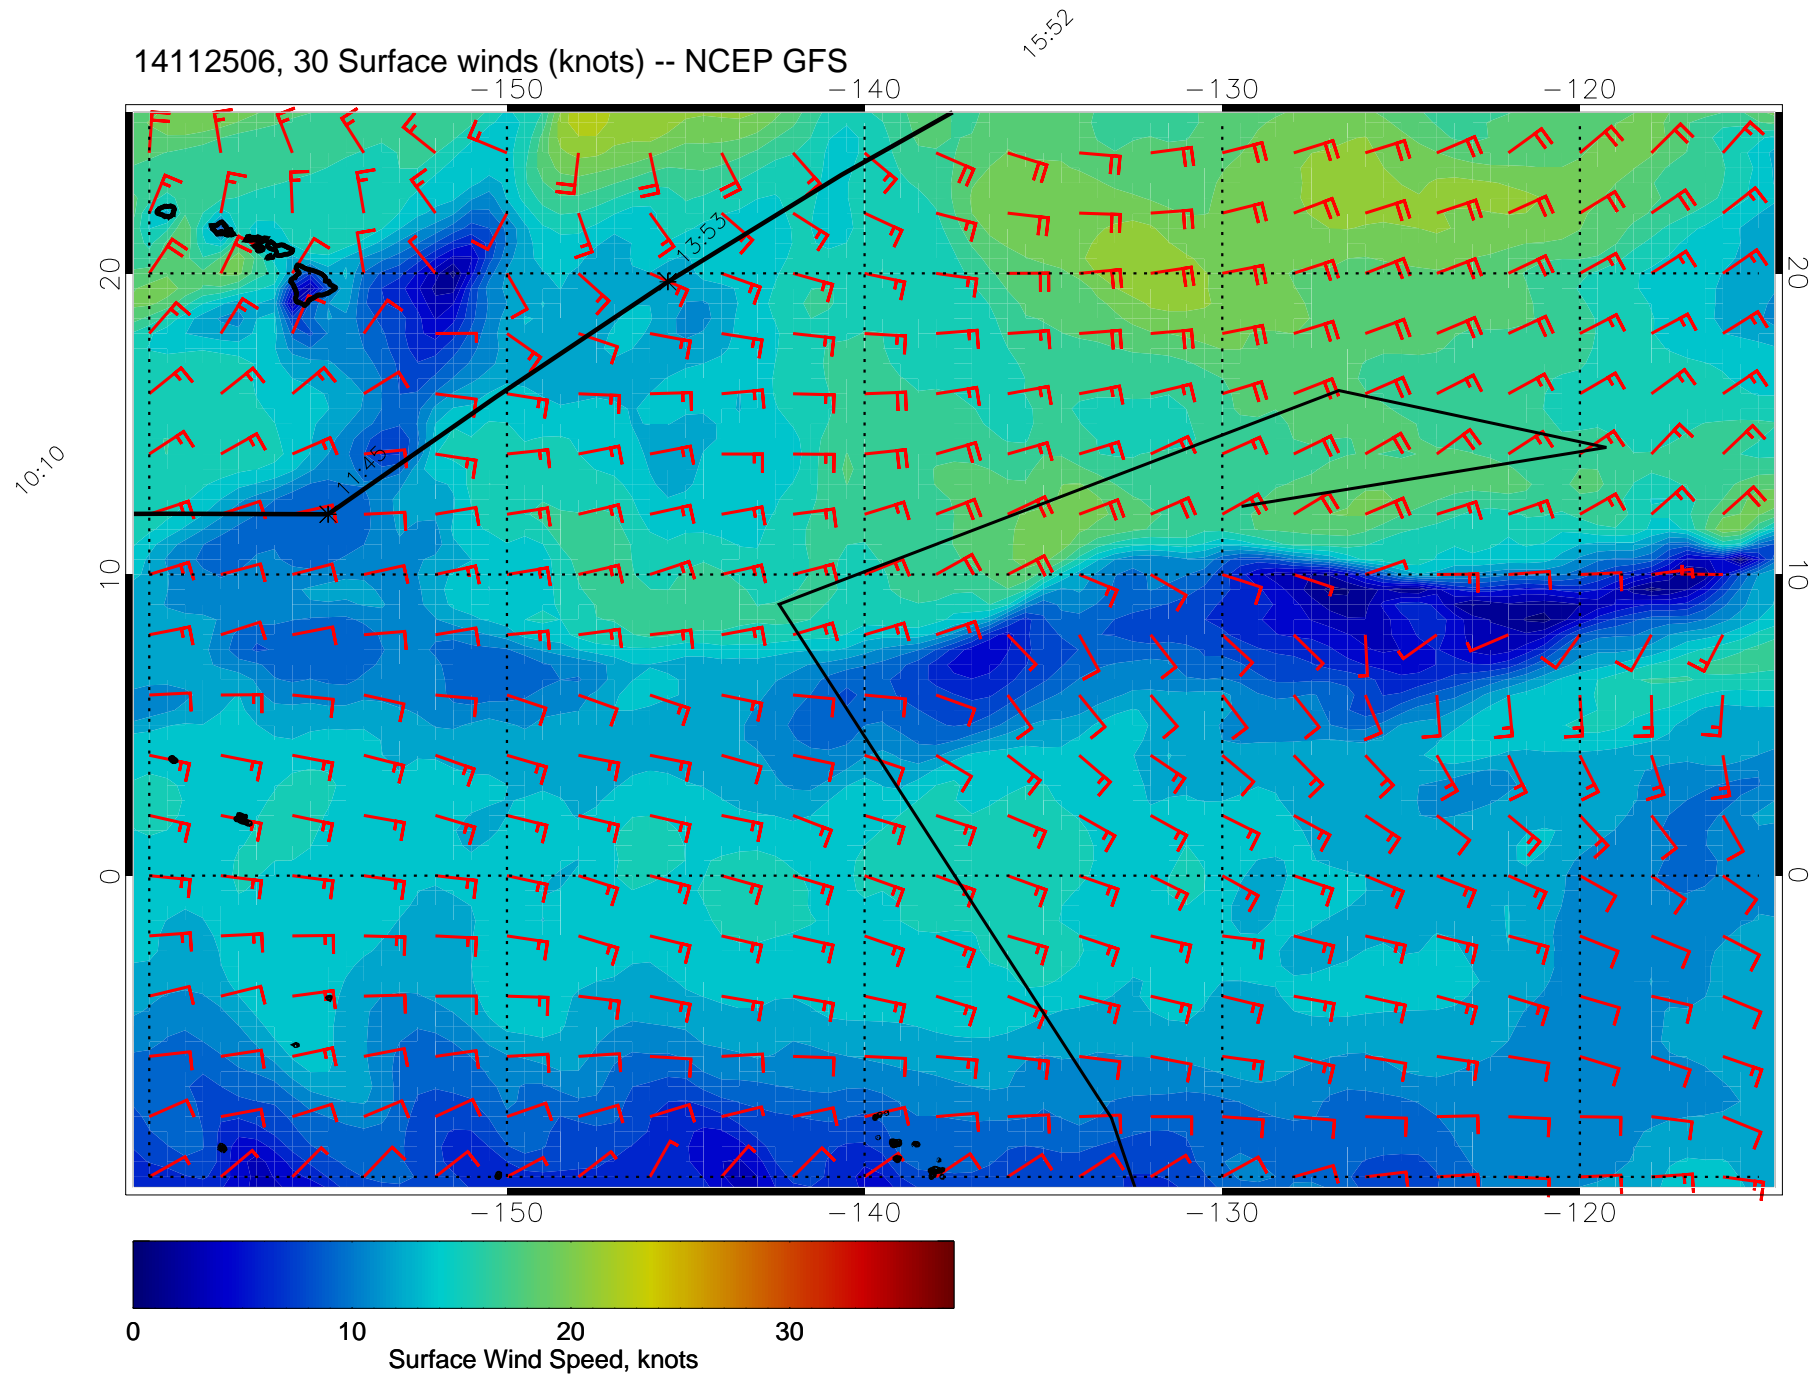 15:52
14112506, 30 Surface winds (knots) -- NCEP GFS
-150 -140 -130 -120
13:53
20 20
11:45
10:10
10 10
0 0
-150 -140 -130 -120
0 10 20 30
Surface Wind Speed, knots